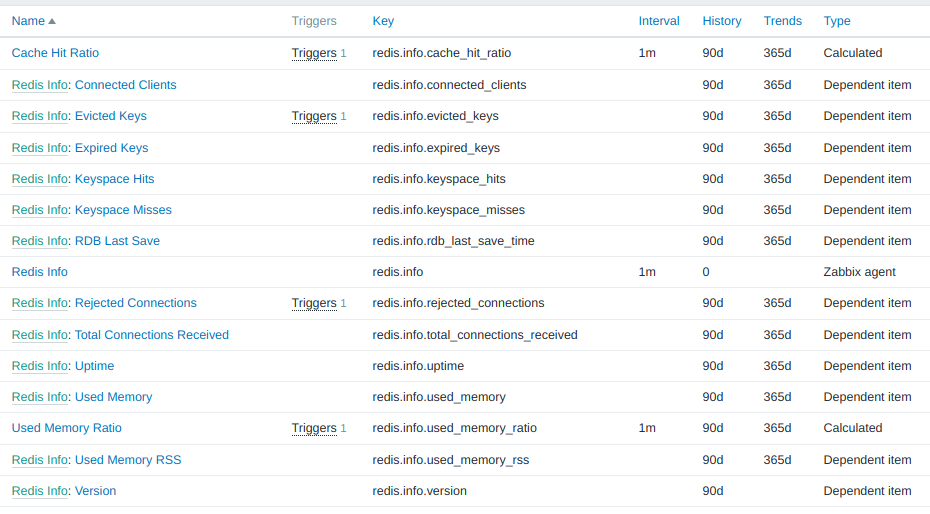 Name Triggers Key Interval History Trends Type
Cache Hit Ratio Triggers 1 redis.info.cache_hit_ratio 1m 90d 365d Calculated
Redis Info: Connected Clients redis.info.connected_clients 90d 365d Dependent item
Redis Info: Evicted Keys Triggers 1 redis.info.evicted_keys 90d 365d Dependent item
Redis Info: Expired Keys redis.info.expired_keys 90d 365d Dependent item
Redis Info: Keyspace Hits redis.info.keyspace_hits 90d 365d Dependent item
Redis Info: Keyspace Misses redis.info.keyspace_misses 90d 365d Dependent item
Redis Info: RDB Last Save redis.info.rdb_last_save_time 90d 365d Dependent item
Redis Info redis.info 1m 0 Zabbix agent
Redis Info: Rejected Connections Triggers 1 redis.info.rejected_connections 90d 365d Dependent item
Redis Info: Total Connections Received redis.info.total_connections_received 90d 365d Dependent item
Redis Info: Uptime redis.info.uptime 90d 365d Dependent item
Redis Info: Used Memory redis.info.used_memory 90d 365d Dependent item
Used Memory Ratio Triggers 1 redis.info.used_memory_ratio 1m 90d 365d Calculated
Redis Info: Used Memory RSS redis.info.used_memory_rss 90d 365d Dependent item
Redis Info: Version redis.info.version 90d Dependent item